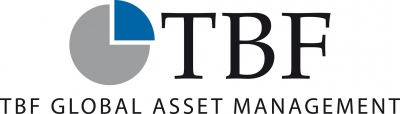 TBF
TBF GLOBAL ASSET MANAGEMENT